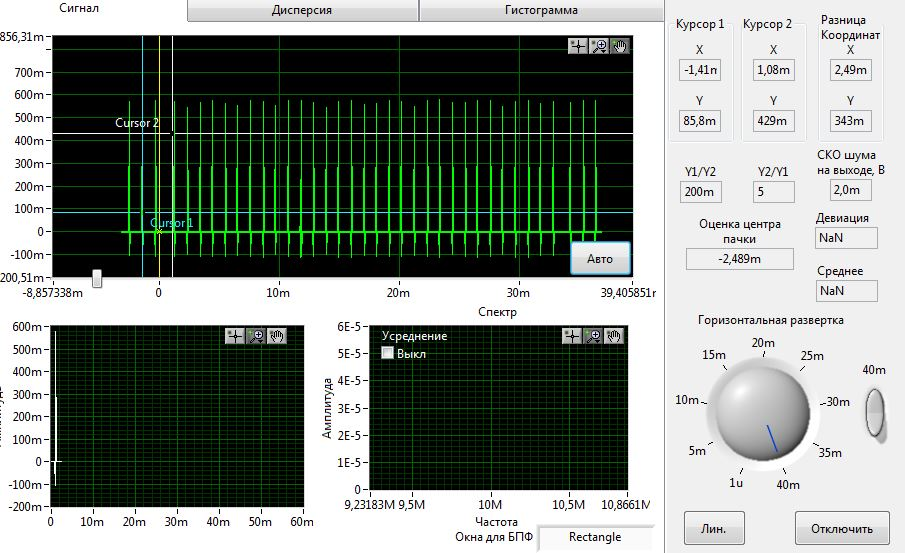 Сигнал
Дисперсия
Гистограмма
856,31m
700m
600m
500m
400m
300m
200m
100m
0
-100m
200,51m
-8,857338m
0
10m
20m
30m
39,405851r
Cursor 2
Cursor 1
Авто
Курсор 1
Курсор 2
Разница
Координат
X
X
X
-1,41r
1,08m
2,49m
Y
Y
Y
85,8m
429m
343m
Y1/Y2
Y2/Y1
СКО шума
на выходе, В
200m
5
2,0m
Оценка центра
пачки
-2,489m
Девиация
NaN
Среднее
NaN
Горизонтальная развертка
1u
5m
10m
15m
20m
25m
30m
35m
40m
40m
Лин.
Отключить
600m
500m
400m
300m
200m
100m
0
-100m
-200m
0
10m
20m
30m
40m
50m
60m
Спектр
Усреднение
Выкл
Амплитуда
6E-5
5E-5
4E-5
3E-5
2E-5
1E-5
0
9,23183M
9,5M
10M
10,5M
10,8661M
Частота
Окна для БПФ
Rectangle